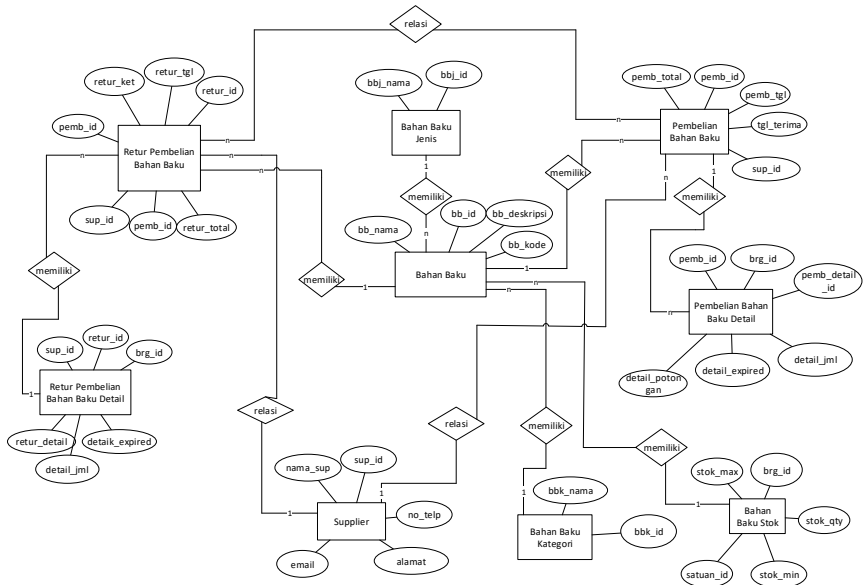 relasi
retur_ket
retur_tgl
retur_id
pemb_id
Retur Pembelian
Bahan Baku
sup_id
pemb_id
retur_total
bbj_nama
bbj_id
Bahan Baku
Jenis
1
memiliki
n
pemb_total
pemb_id
pemb_tgl
tgl_terima
sup_id
Pembelian
Bahan Baku
n
n
n
1
memiliki
n
n
n
n
memiliki
memiliki
1
memiliki
bb_nama
bb_id
bb_deskripsi
bb_kode
Bahan Baku
1
n
n
pemb_id
brg_id
pemb_detail
_id
Pembelian Bahan
Baku Detail
n
detail_poton
gan
detail_expired
detail_jml
sup_id
retur_id
brg_id
Retur Pembelian
Bahan Baku Detail
1
retur_detail
detaik_expired
detail_jml
relasi
relasi
memiliki
memiliki
nama_sup
sup_id
no_telp
Supplier
1
1
email
alamat
1
bbk_nama
Bahan Baku
Kategori
bbk_id
stok_max
brg_id
Bahan
Baku Stok
1
stok_qty
satuan_id
stok_min